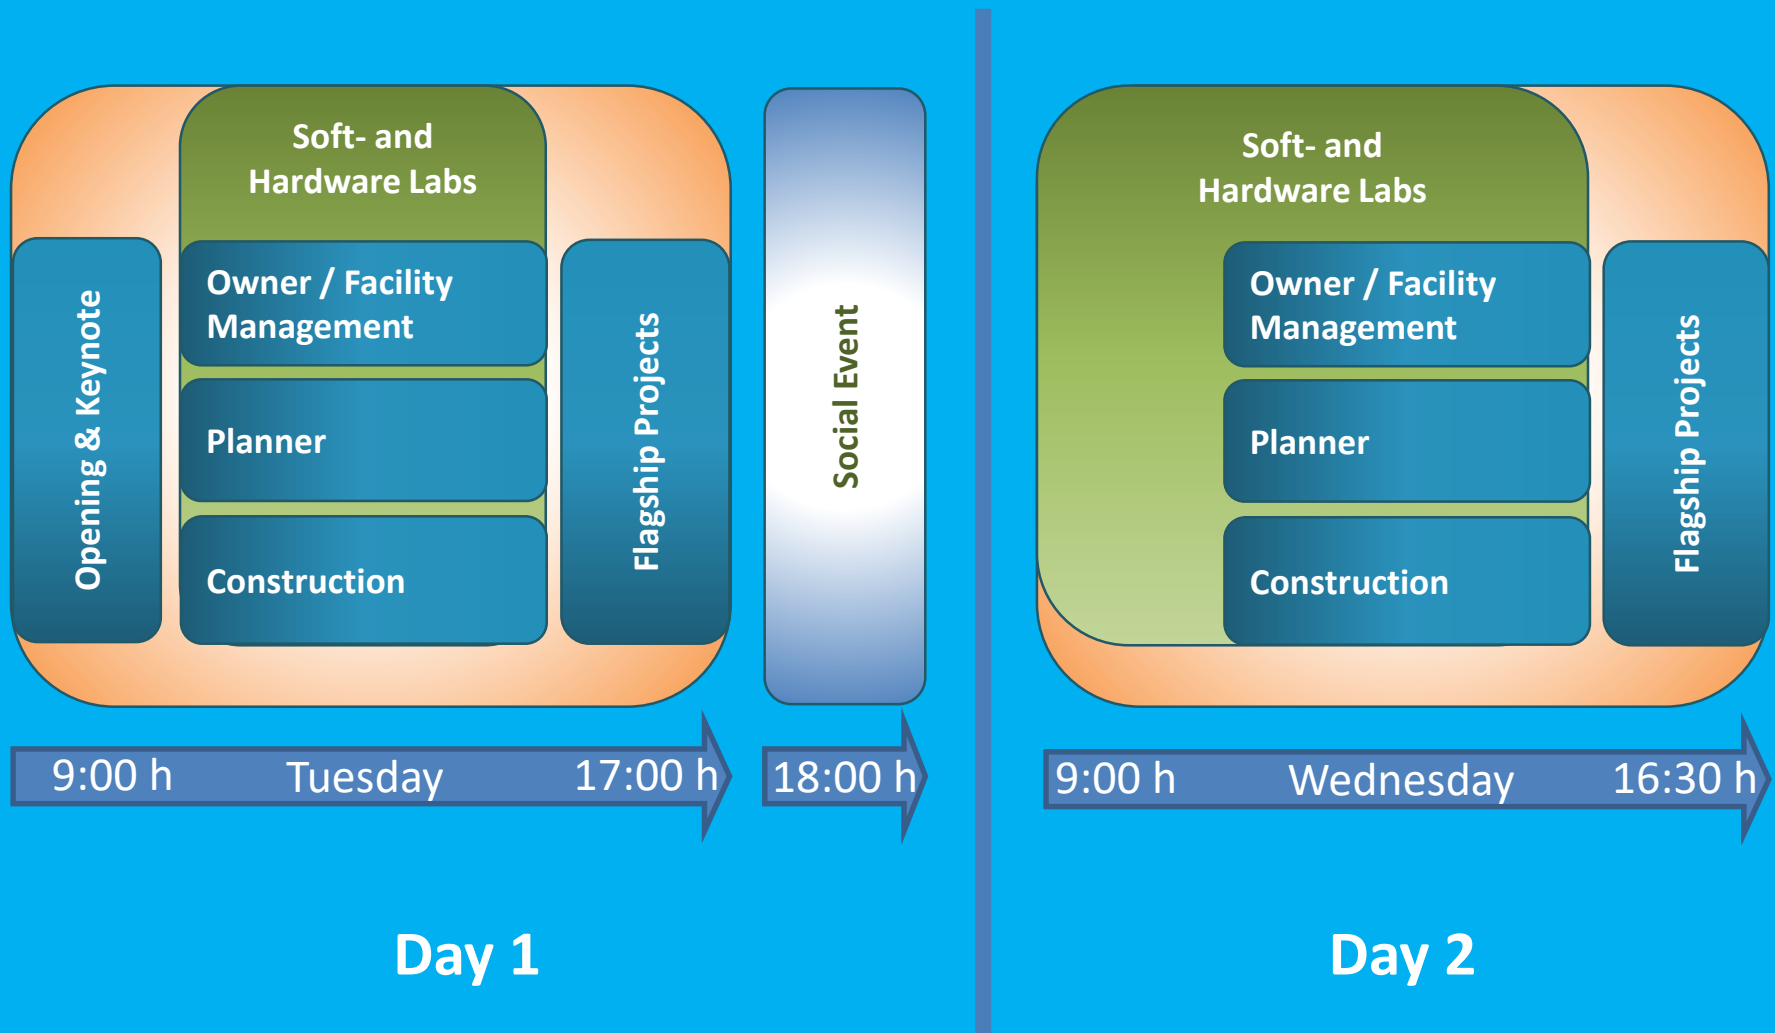 Soft- and
Hardware Labs
Opening & Keynote
Owner / Facility
Management
Planner
Construction
Flagship Projects
Social Event
9:00 h
Tuesday
17:00 h
18:00 h
Day 1
Soft- and
Hardware Labs
Owner / Facility
Management
Planner
Construction
Flagship Projects
9:00 h
Wednesday
16:30 h
Day 2